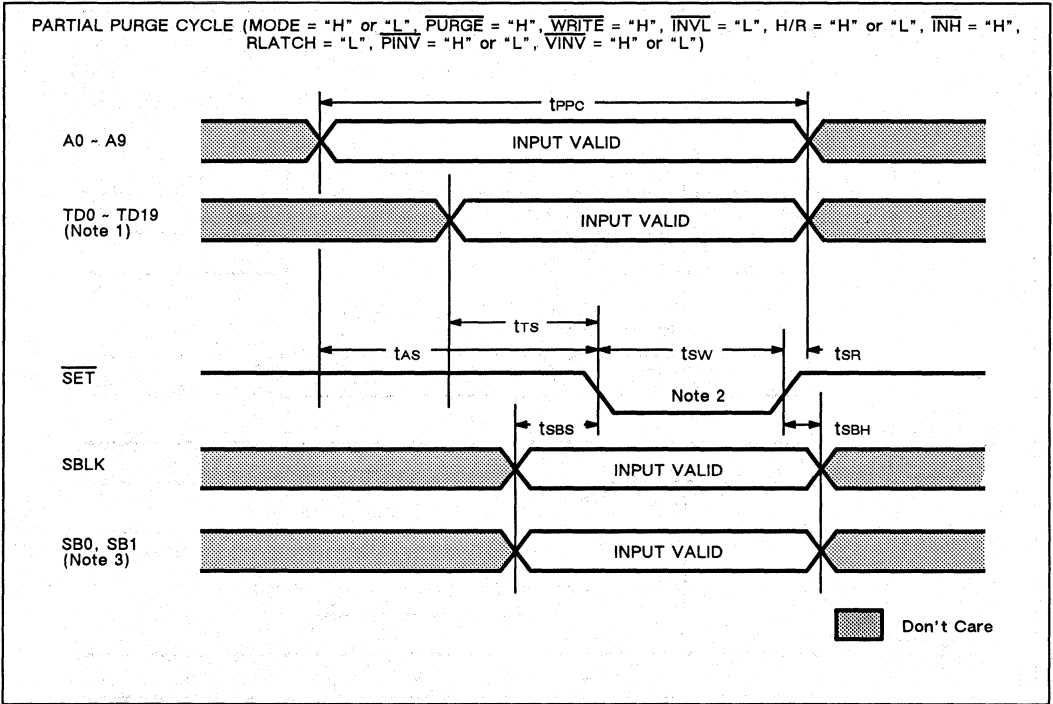 PARTIAL PURGE CYCLE (MODE = “H” or “L”, PURGE = “H”, WRITE = “H”, INVL = “L”, H/R = “H” or “L”, INH = “H”,
RLATCH = “L”, PINV = “H” or “L”, VINV = “H” or “L”)
tPPC
A0 ~ A9
INPUT VALID
TD0 ~ TD19
(Note 1)
INPUT VALID
tTS
tAS
tSW
tSR
SET
Note 2
tSBS
tSBH
SBLK
INPUT VALID
SB0, SB1
(Note 3)
INPUT VALID
Don't Care